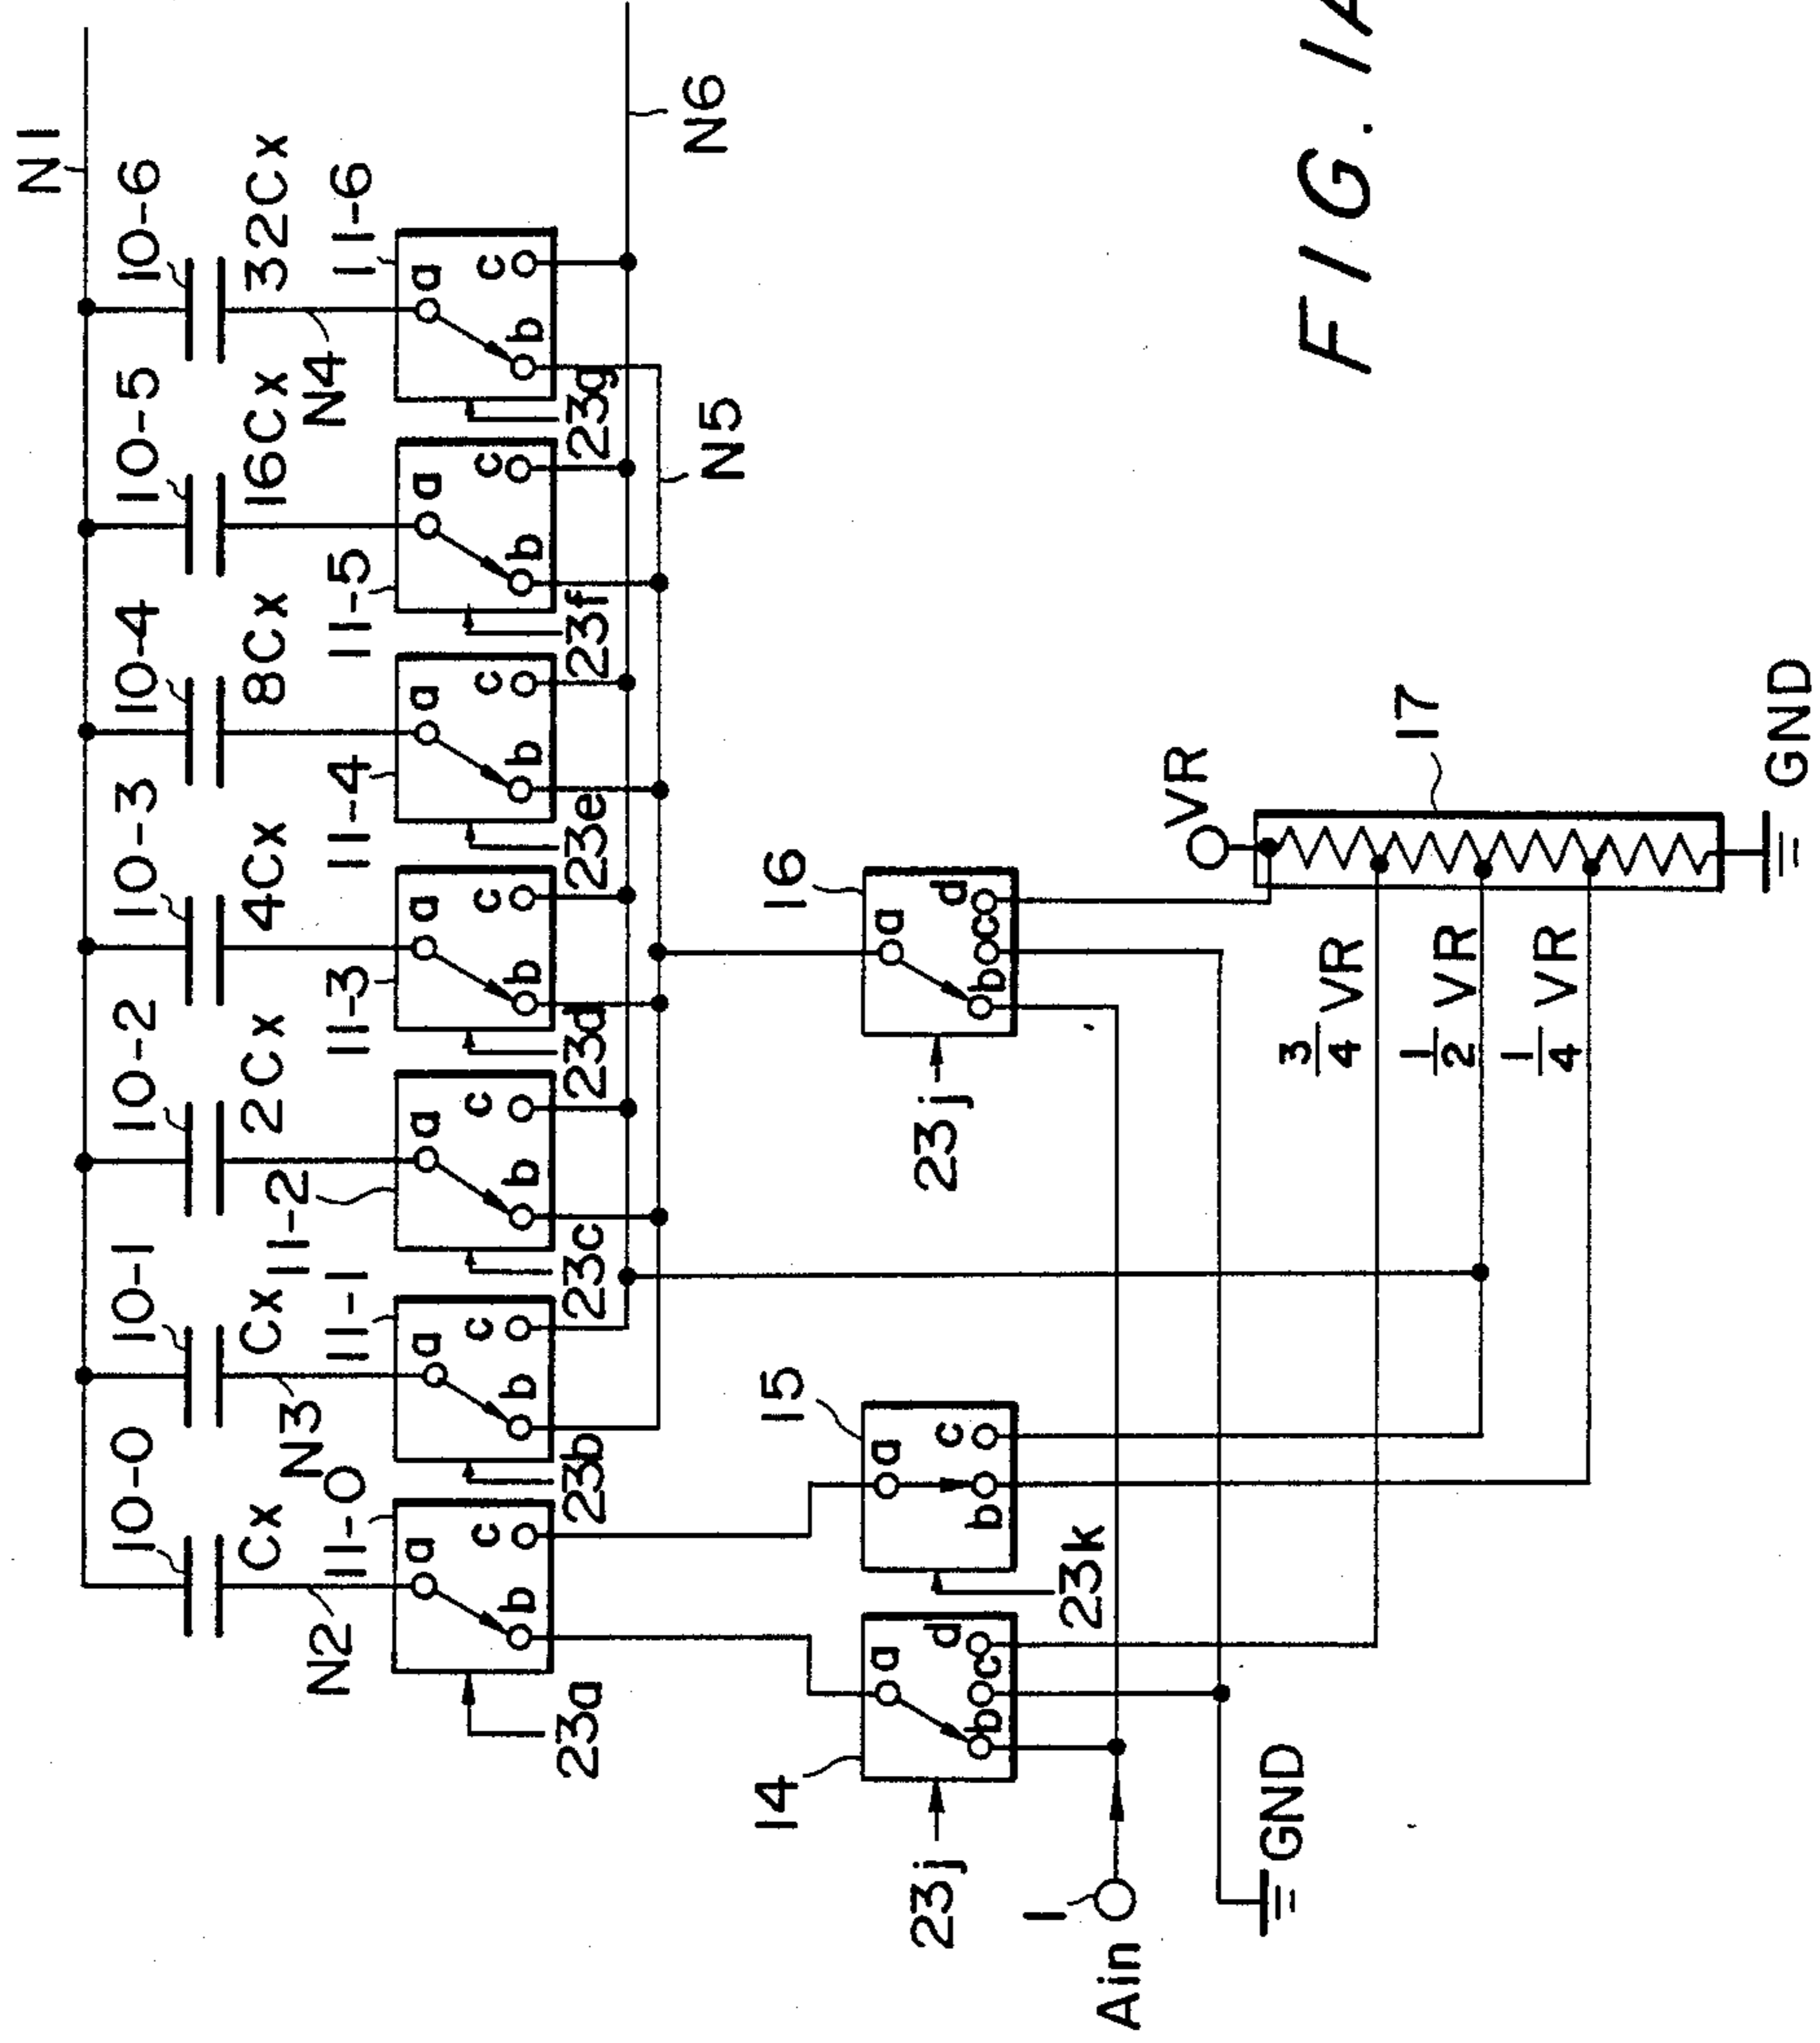 N1
10-0
10-1
10-2
10-3
10-4
10-5
10-6
Cx
Cx
2Cx
4Cx
8Cx
16Cx
32Cx
N2
N3
N4
11-0
11-1
11-2
11-3
11-4
11-5
11-6
a
b
c
a
b
c
a
b
c
a
b
c
a
b
c
a
b
c
a
b
c
23a
23b
23c
23d
23e
23f
23g
N6
N5
14
15
16
a
b
c
d
a
b
c
a
b
c
d
23j
23k
23j
1
Ain
GND
VR
3/4 VR
1/2 VR
1/4 VR
17
GND
FIG. 1A